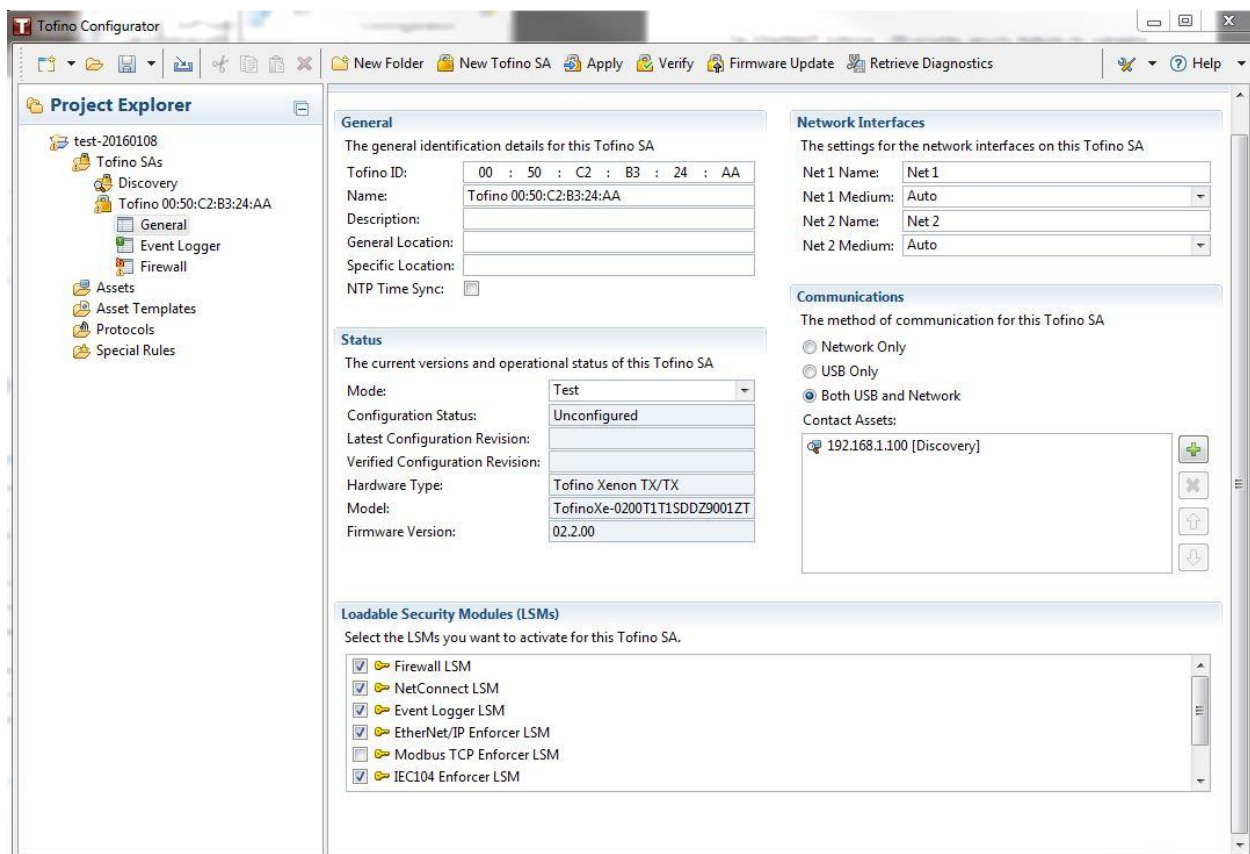 Tofino Configurator
New Folder New Tofino SA Apply Verify Firmware Update Retrieve Diagnostics Help
Project Explorer
test-20160108
Tofino SAs
Discovery
Tofino 00:50:C2:B3:24:AA
General
Event Logger
Firewall
Assets
Asset Templates
Protocols
Special Rules
General
The general identification details for this Tofino SA
Tofino ID: 00 : 50 : C2 : B3 : 24 : AA
Name: Tofino 00:50:C2:B3:24:AA
Description:
General Location:
Specific Location:
NTP Time Sync:
Status
The current versions and operational status of this Tofino SA
Mode: Test
Configuration Status: Unconfigured
Latest Configuration Revision:
Verified Configuration Revision:
Hardware Type: Tofino Xenon TX/TX
Model: TofinoXe-0200T1T1SDDZ9001ZT
Firmware Version: 02.2.00
Network Interfaces
The settings for the network interfaces on this Tofino SA
Net 1 Name: Net 1
Net 1 Medium: Auto
Net 2 Name: Net 2
Net 2 Medium: Auto
Communications
The method of communication for this Tofino SA
Network Only
USB Only
Both USB and Network
Contact Assets:
192.168.1.100 [Discovery]
Loadable Security Modules (LSMs)
Select the LSMs you want to activate for this Tofino SA.
Firewall LSM
NetConnect LSM
Event Logger LSM
EtherNet/IP Enforcer LSM
Modbus TCP Enforcer LSM
IEC104 Enforcer LSM